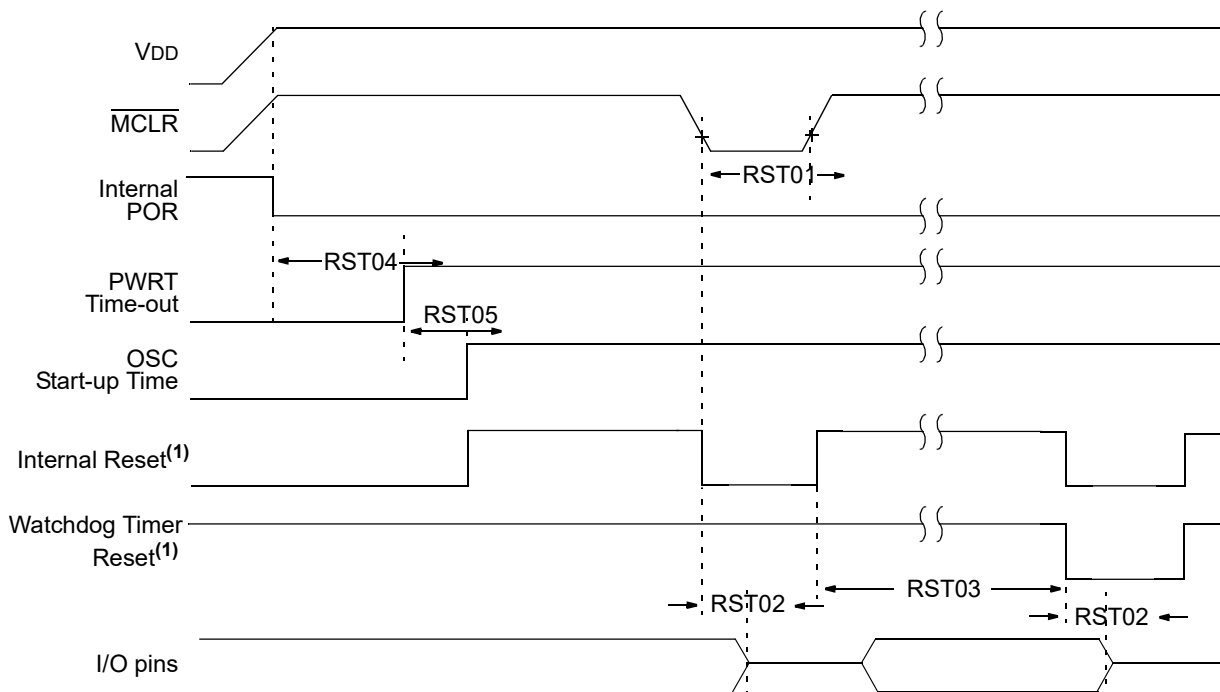 VDD
MCLR
RST01
Internal
POR
RST04
PWRT
Time-out
RST05
OSC
Start-up Time
Internal Reset(1)
Watchdog Timer
Reset(1)
RST03
RST02
RST02
I/O pins